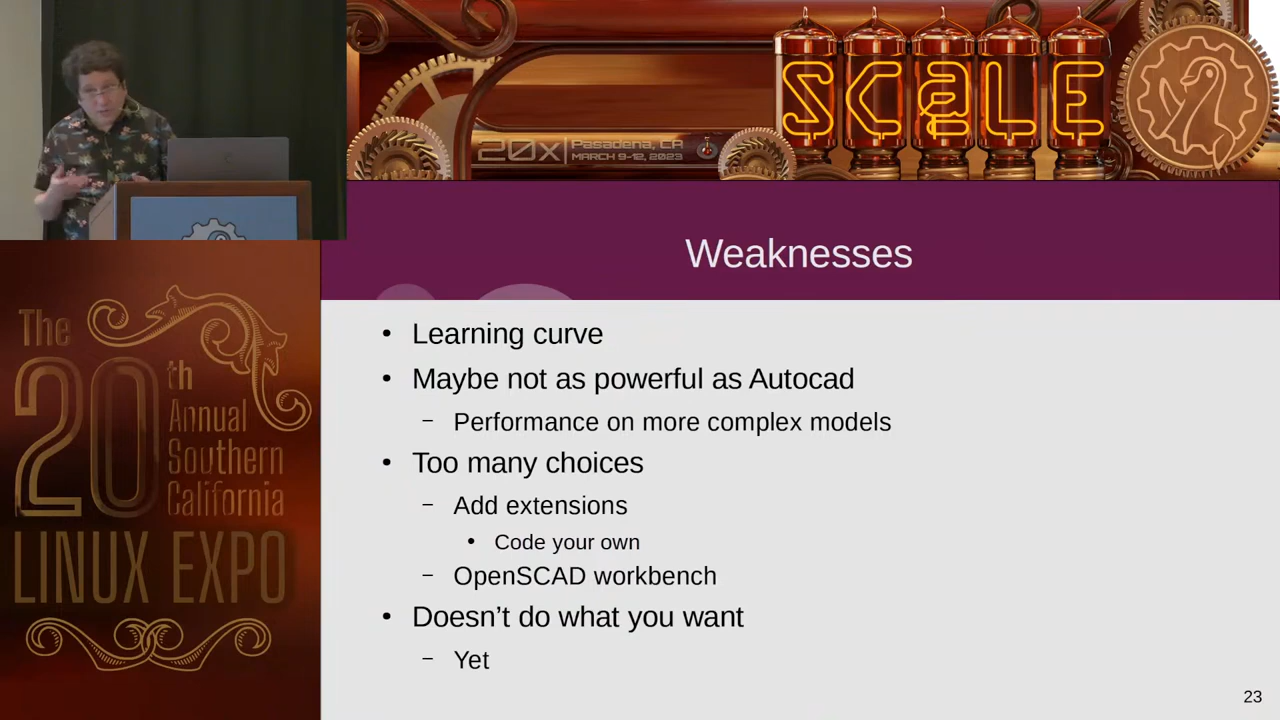 SCaLE
20x
Pasadena, CA
MARCH 9-12, 2023
The
20th
Annual
Southern
California
LINUX EXPO
Weaknesses
• Learning curve
• Maybe not as powerful as Autocad
– Performance on more complex models
• Too many choices
– Add extensions
• Code your own
– OpenSCAD workbench
• Doesn’t do what you want
– Yet
23